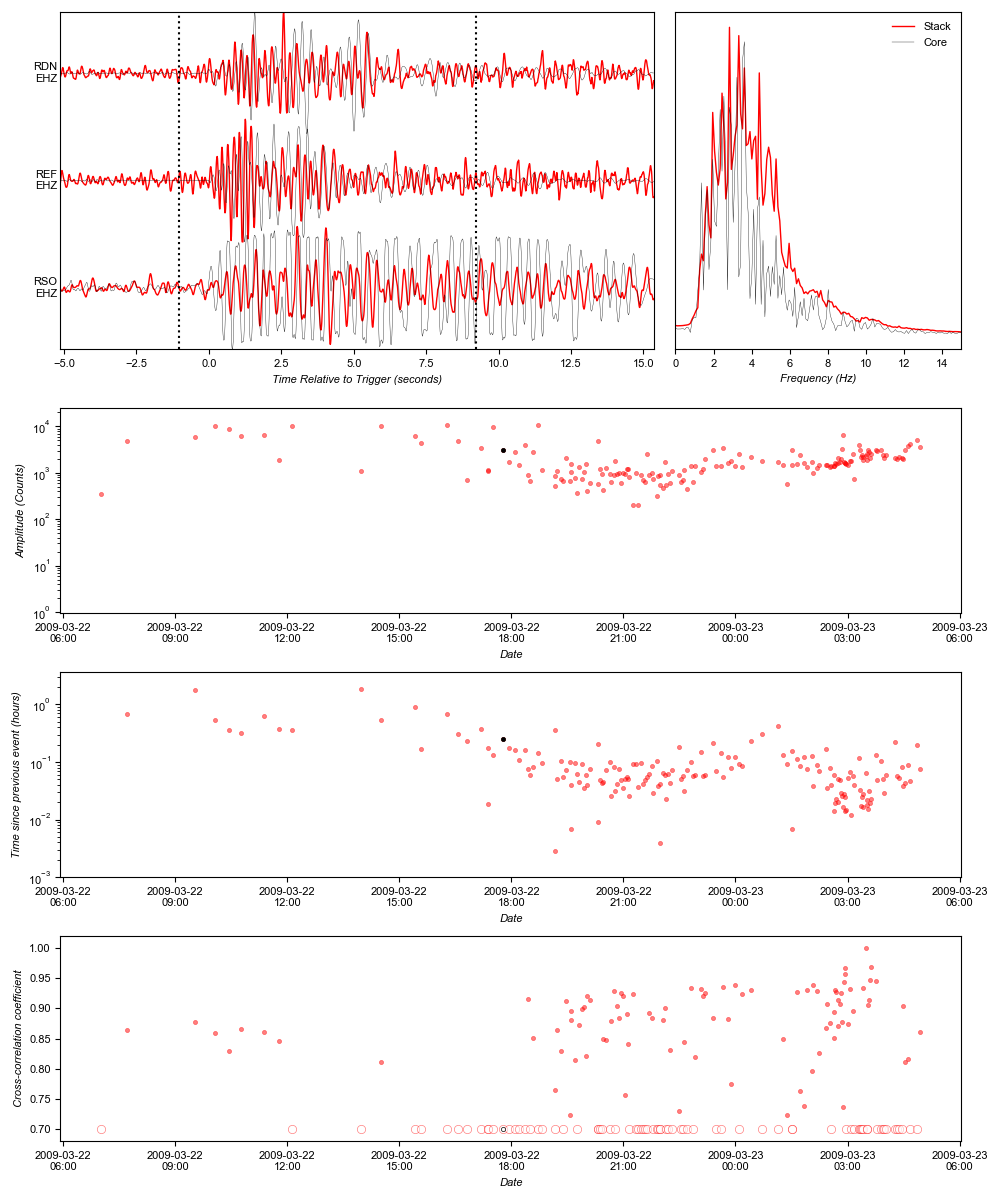 RDN
EHZ
REF
EHZ
RSO
EHZ
−5.0 −2.5 0.0 2.5 5.0 7.5 10.0 12.5 15.0
Time Relative to Trigger (seconds)
Stack
Core
0 2 4 6 8 10 12 14
Frequency (Hz)
10⁴
10³
10²
10¹
10⁰
Amplitude (Counts)
2009-03-22 2009-03-22 2009-03-22 2009-03-22 2009-03-22 2009-03-22 2009-03-23 2009-03-23 2009-03-23
06:00 09:00 12:00 15:00 18:00 21:00 00:00 03:00 06:00
Date
10⁰
10⁻¹
10⁻²
10⁻³
Time since previous event (hours)
2009-03-22 2009-03-22 2009-03-22 2009-03-22 2009-03-22 2009-03-22 2009-03-23 2009-03-23 2009-03-23
06:00 09:00 12:00 15:00 18:00 21:00 00:00 03:00 06:00
Date
1.00
0.95
0.90
0.85
0.80
0.75
0.70
Cross-correlation coefficient
2009-03-22 2009-03-22 2009-03-22 2009-03-22 2009-03-22 2009-03-22 2009-03-23 2009-03-23 2009-03-23
06:00 09:00 12:00 15:00 18:00 21:00 00:00 03:00 06:00
Date